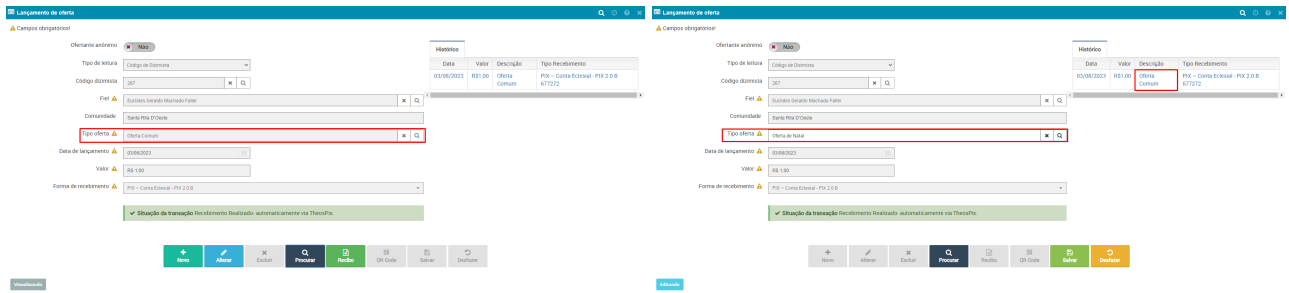 Lançamento de oferta
Campos obrigatórios!
Ofertante anônimo Não
Tipo de leitura Código de Dizimista
Código dizimista 267
Fiel Euclides Geraldo Machado Faller
Comunidade Santa Rita D'Oeste
Tipo oferta Oferta Comum
Data de lançamento 03/08/2023
Valor R$ 1,00
Forma de recebimento PIX – Conta Eclesial - PIX 2.0 B
Situação da transação Recebimento Realizado- automaticamente via TheosPix
Histórico
Data Valor Descrição Tipo Recebimento
03/08/2023 R$1,00 Oferta Comum PIX – Conta Eclesial - PIX 2.0 B 677272
Novo Alterar Excluir Procurar Recibo QR Code Salvar Desfazer
Visualizando
Lançamento de oferta
Campos obrigatórios!
Ofertante anônimo Não
Tipo de leitura Código de Dizimista
Código dizimista 267
Fiel Euclides Geraldo Machado Faller
Comunidade Santa Rita D'Oeste
Tipo oferta Oferta de Natal
Data de lançamento 03/08/2023
Valor R$ 1,00
Forma de recebimento PIX – Conta Eclesial - PIX 2.0 B
Situação da transação Recebimento Realizado- automaticamente via TheosPix
Histórico
Data Valor Descrição Tipo Recebimento
03/08/2023 R$1,00 Oferta Comum PIX – Conta Eclesial - PIX 2.0 B 677272
Novo Alterar Excluir Procurar Recibo QR Code Salvar Desfazer
Editando